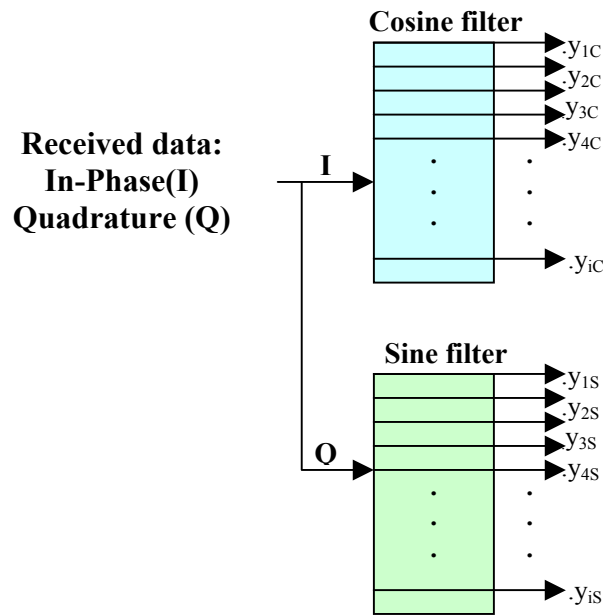 Cosine filter
.y1C
.y2C
.y3C
.y4C
Received data:
In-Phase(I)
Quadrature (Q)
I
.yiC
Sine filter
.y1S
.y2S
.y3S
.y4S
Q
.yiS